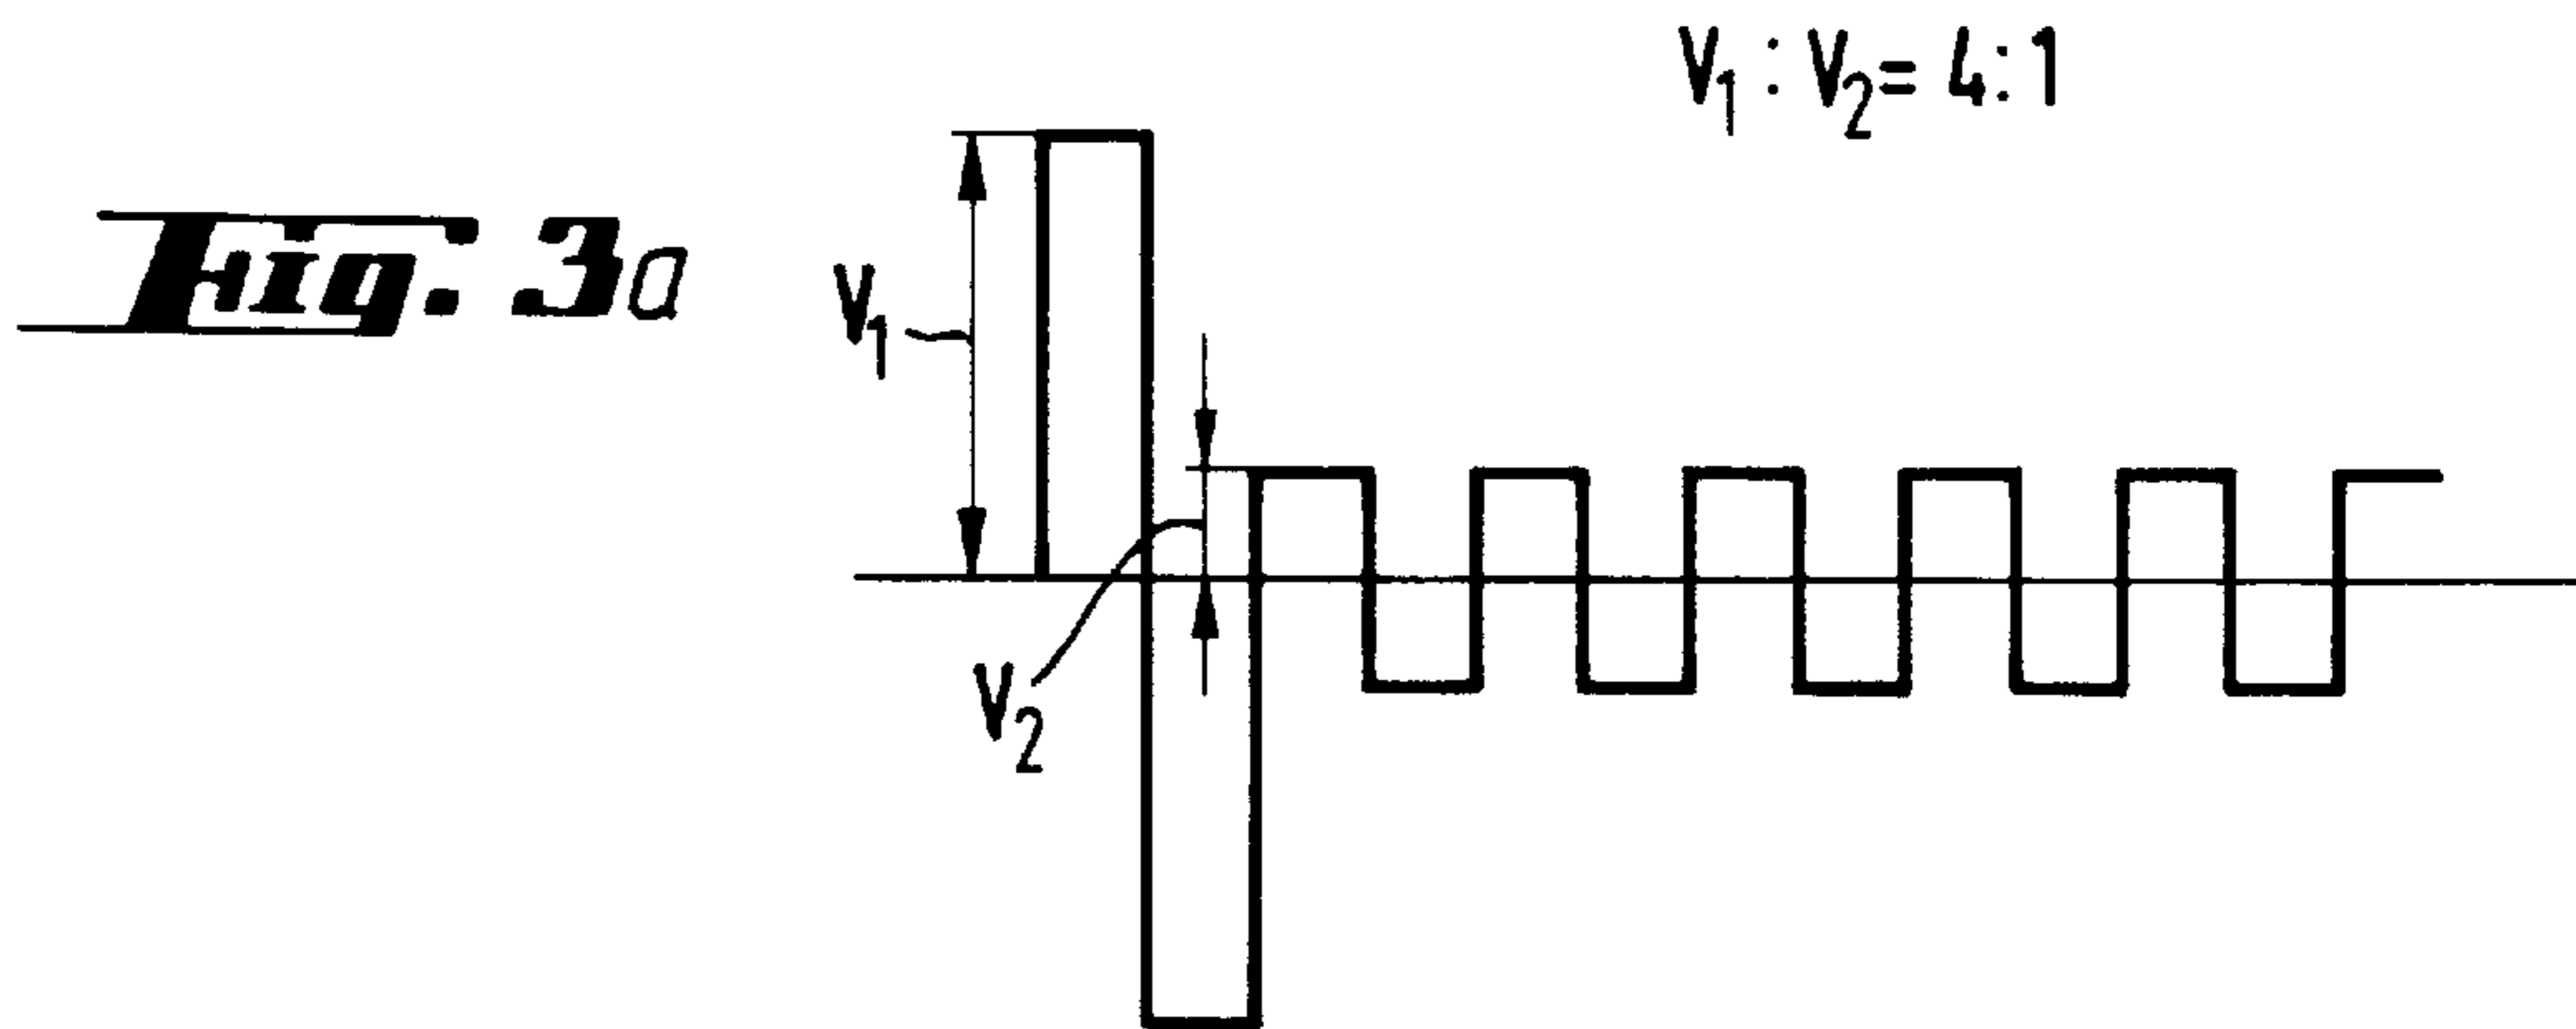 V₁ : V₂ = 4:1
Fig. 3a
V₁
V₂